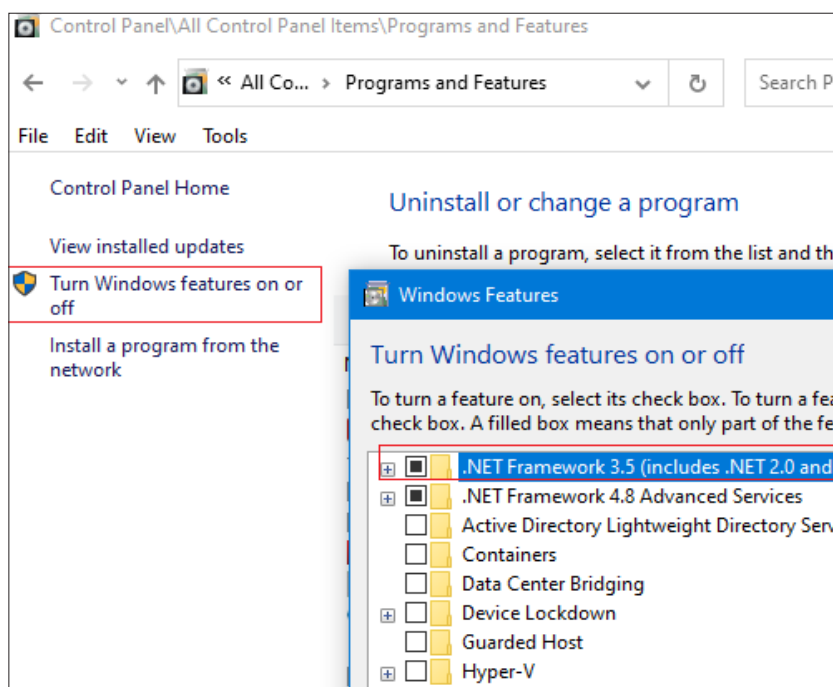 Control Panel\All Control Panel Items\Programs and Features
« All Co... › Programs and Features
Search P
File Edit View Tools
Control Panel Home
Uninstall or change a program
View installed updates
To uninstall a program, select it from the list and th
Turn Windows features on or
off
Windows Features
Install a program from the
network
Turn Windows features on or off
To turn a feature on, select its check box. To turn a fea
check box. A filled box means that only part of the fe
.NET Framework 3.5 (includes .NET 2.0 and
.NET Framework 4.8 Advanced Services
Active Directory Lightweight Directory Serv
Containers
Data Center Bridging
Device Lockdown
Guarded Host
Hyper-V